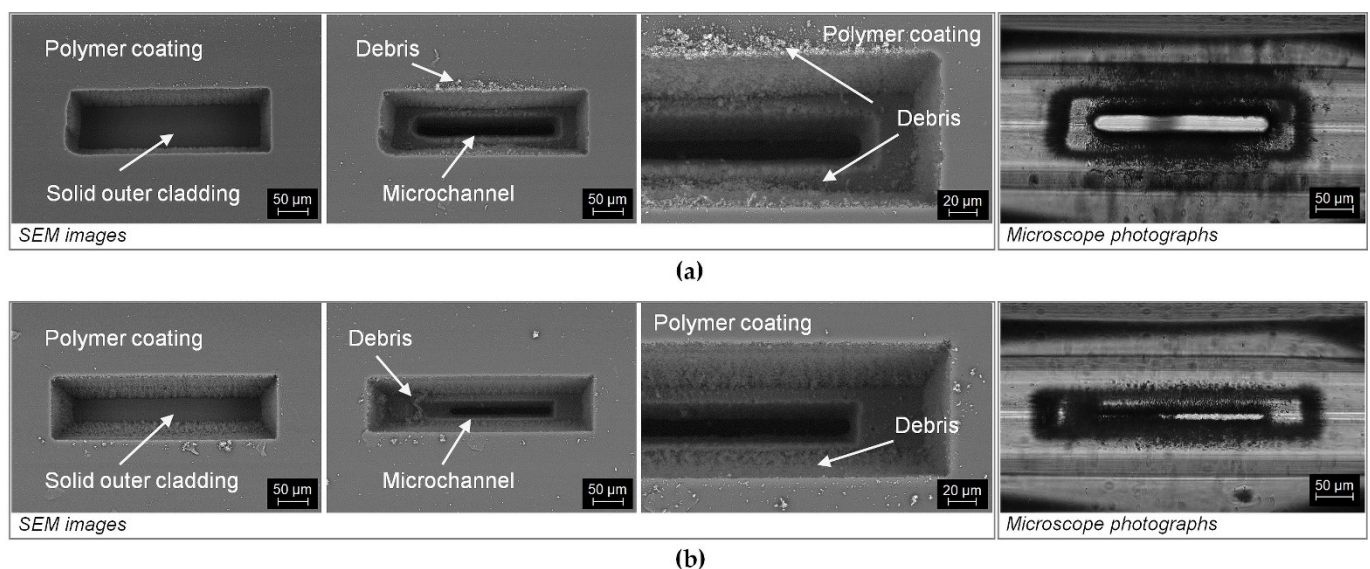 Polymer coating
Solid outer cladding
50 µm
Debris
Microchannel
50 µm
Polymer coating
Debris
20 µm
50 µm
SEM images
Microscope photographs
(a)
Polymer coating
Solid outer cladding
50 µm
Debris
Microchannel
50 µm
Polymer coating
Debris
20 µm
50 µm
SEM images
Microscope photographs
(b)